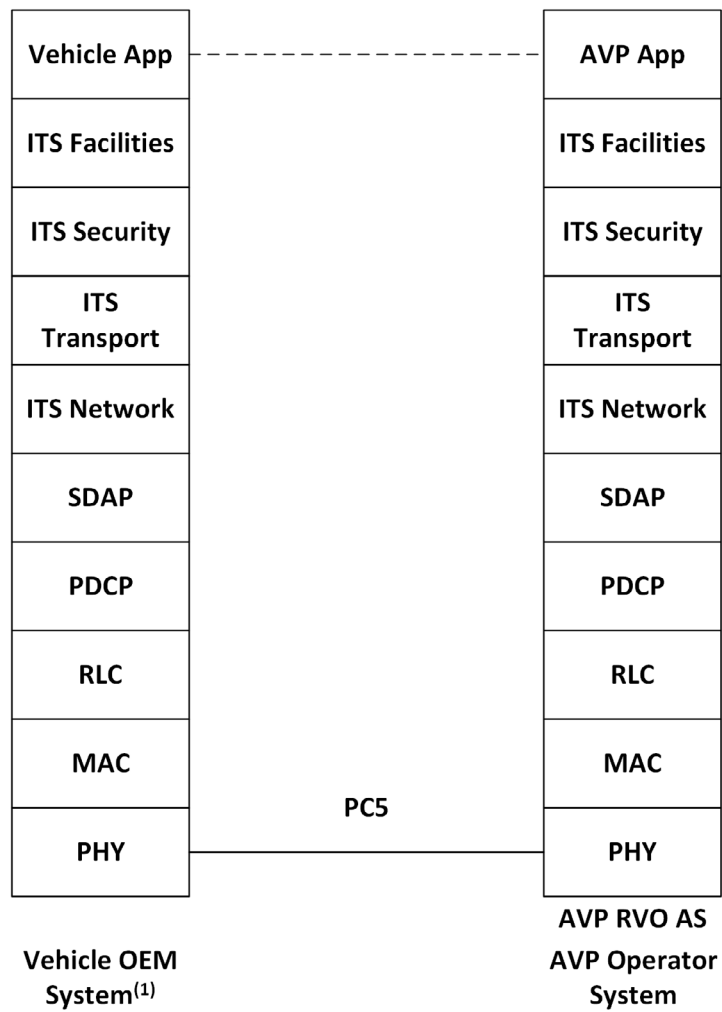 Vehicle App
AVP App
ITS Facilities
ITS Facilities
ITS Security
ITS Security
ITS
Transport
ITS
Transport
ITS Network
ITS Network
SDAP
SDAP
PDCP
PDCP
RLC
RLC
MAC
MAC
PC5
PHY
PHY
AVP RVO AS
Vehicle OEM
System(1)
AVP Operator
System